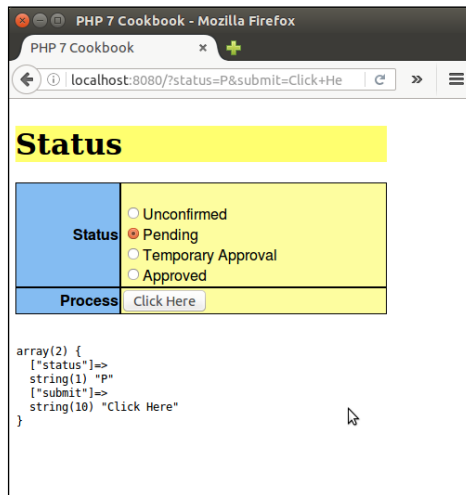 PHP 7 Cookbook - Mozilla Firefox
PHP 7 Cookbook
localhost:8080/?status=P&submit=Click+He
Status
Status
Unconfirmed
Pending
Temporary Approval
Approved
Process Click Here
array(2) {
["status"]=>
string(1) "P"
["submit"]=>
string(10) "Click Here"
}